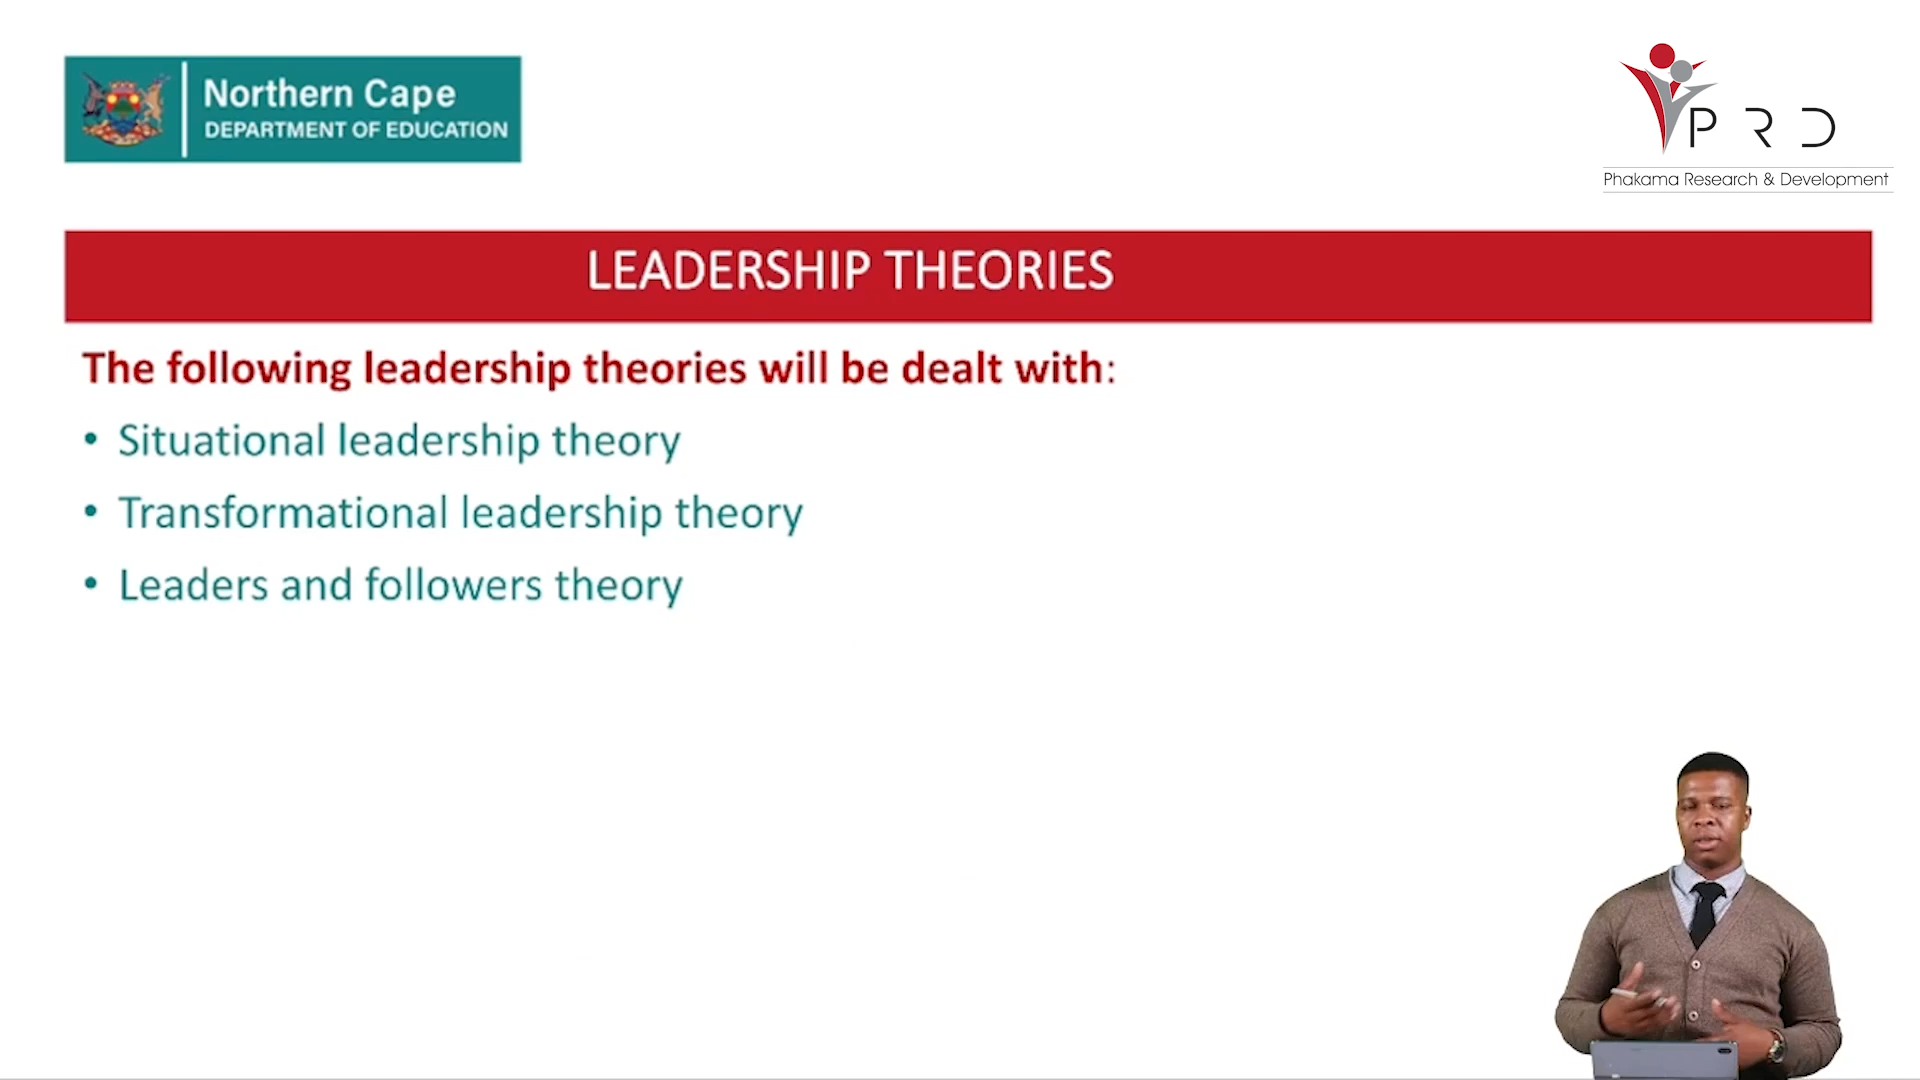 Northern Cape
DEPARTMENT OF EDUCATION
P R D
Phakama Research & Development
LEADERSHIP THEORIES
The following leadership theories will be dealt with:
• Situational leadership theory
• Transformational leadership theory
• Leaders and followers theory